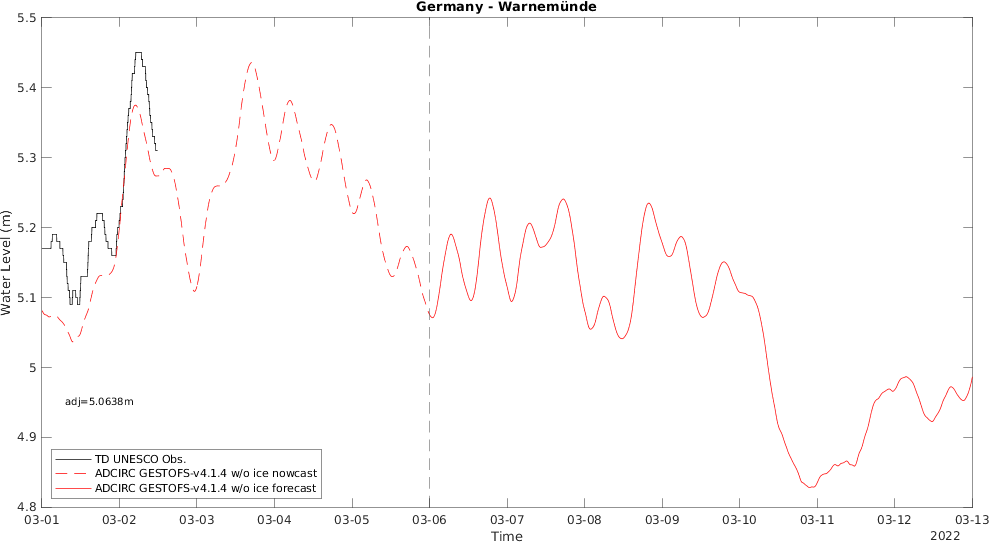 Germany - Warnemünde
5.5
5.4
5.3
5.2
5.1
5
4.9
4.8
Water Level (m)
adj=5.0638m
TD UNESCO Obs.
ADCIRC GESTOFS-v4.1.4 w/o ice nowcast
ADCIRC GESTOFS-v4.1.4 w/o ice forecast
03-01 03-02 03-03 03-04 03-05 03-06 03-07 03-08 03-09 03-10 03-11 03-12 03-13
Time
2022